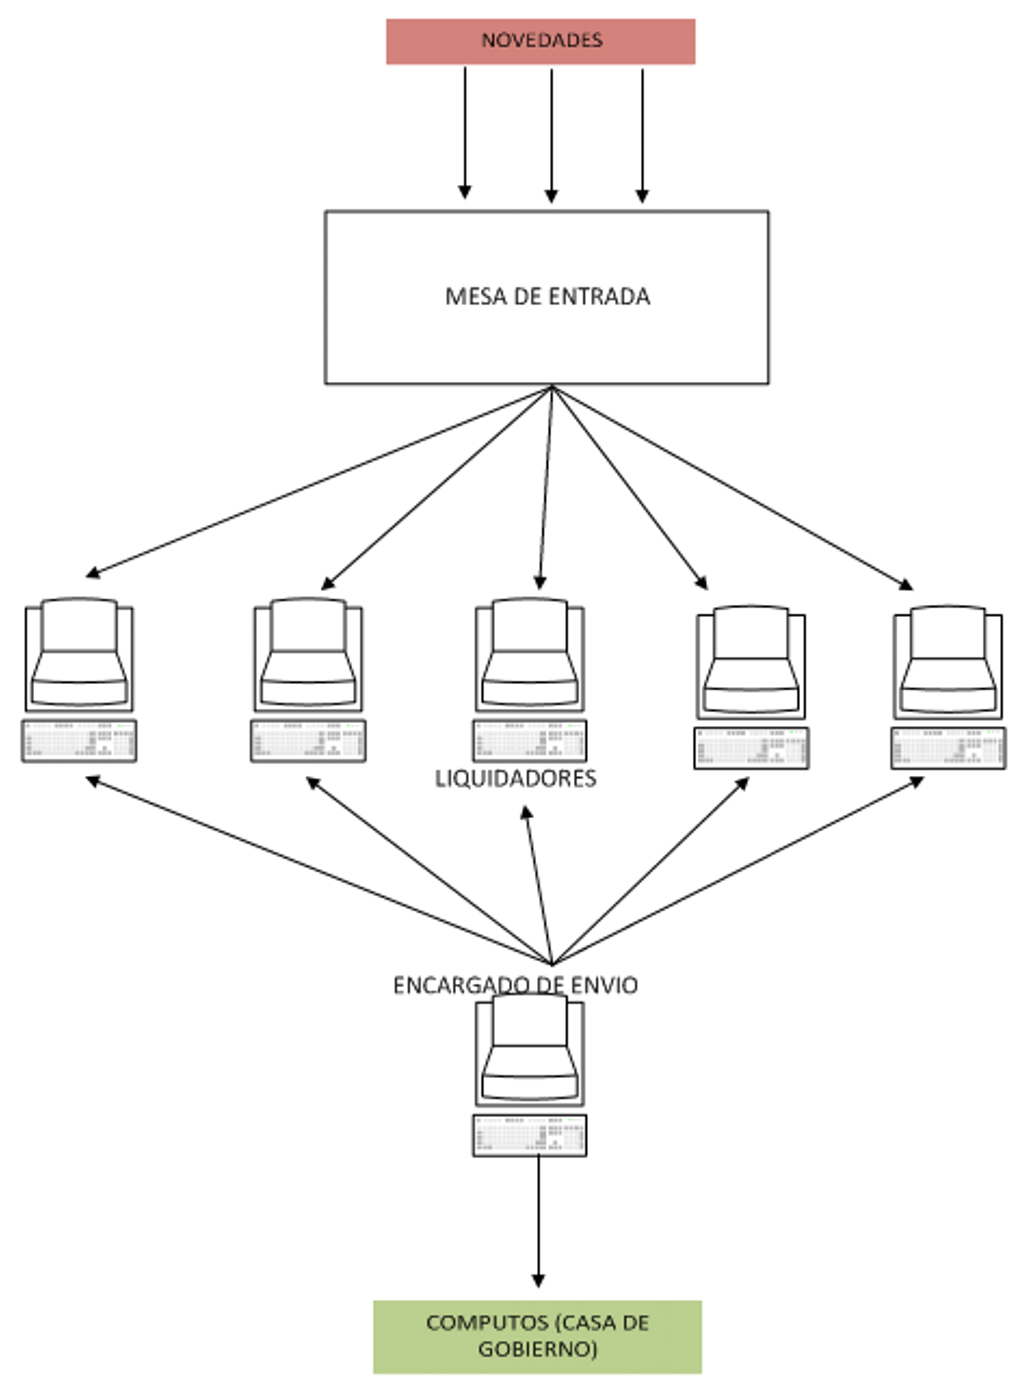 NOVEDADES
MESA DE ENTRADA
LIQUIDADORES
ENCARGADO DE ENVIO
COMPUTOS (CASA DE
GOBIERNO)